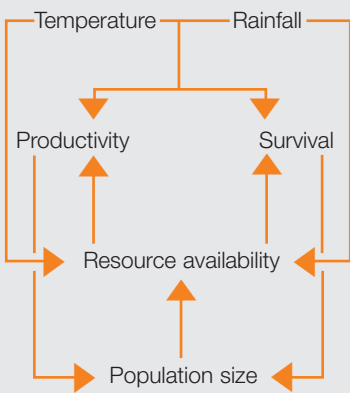 Temperature Rainfall
Productivity Survival
Resource availability
Population size